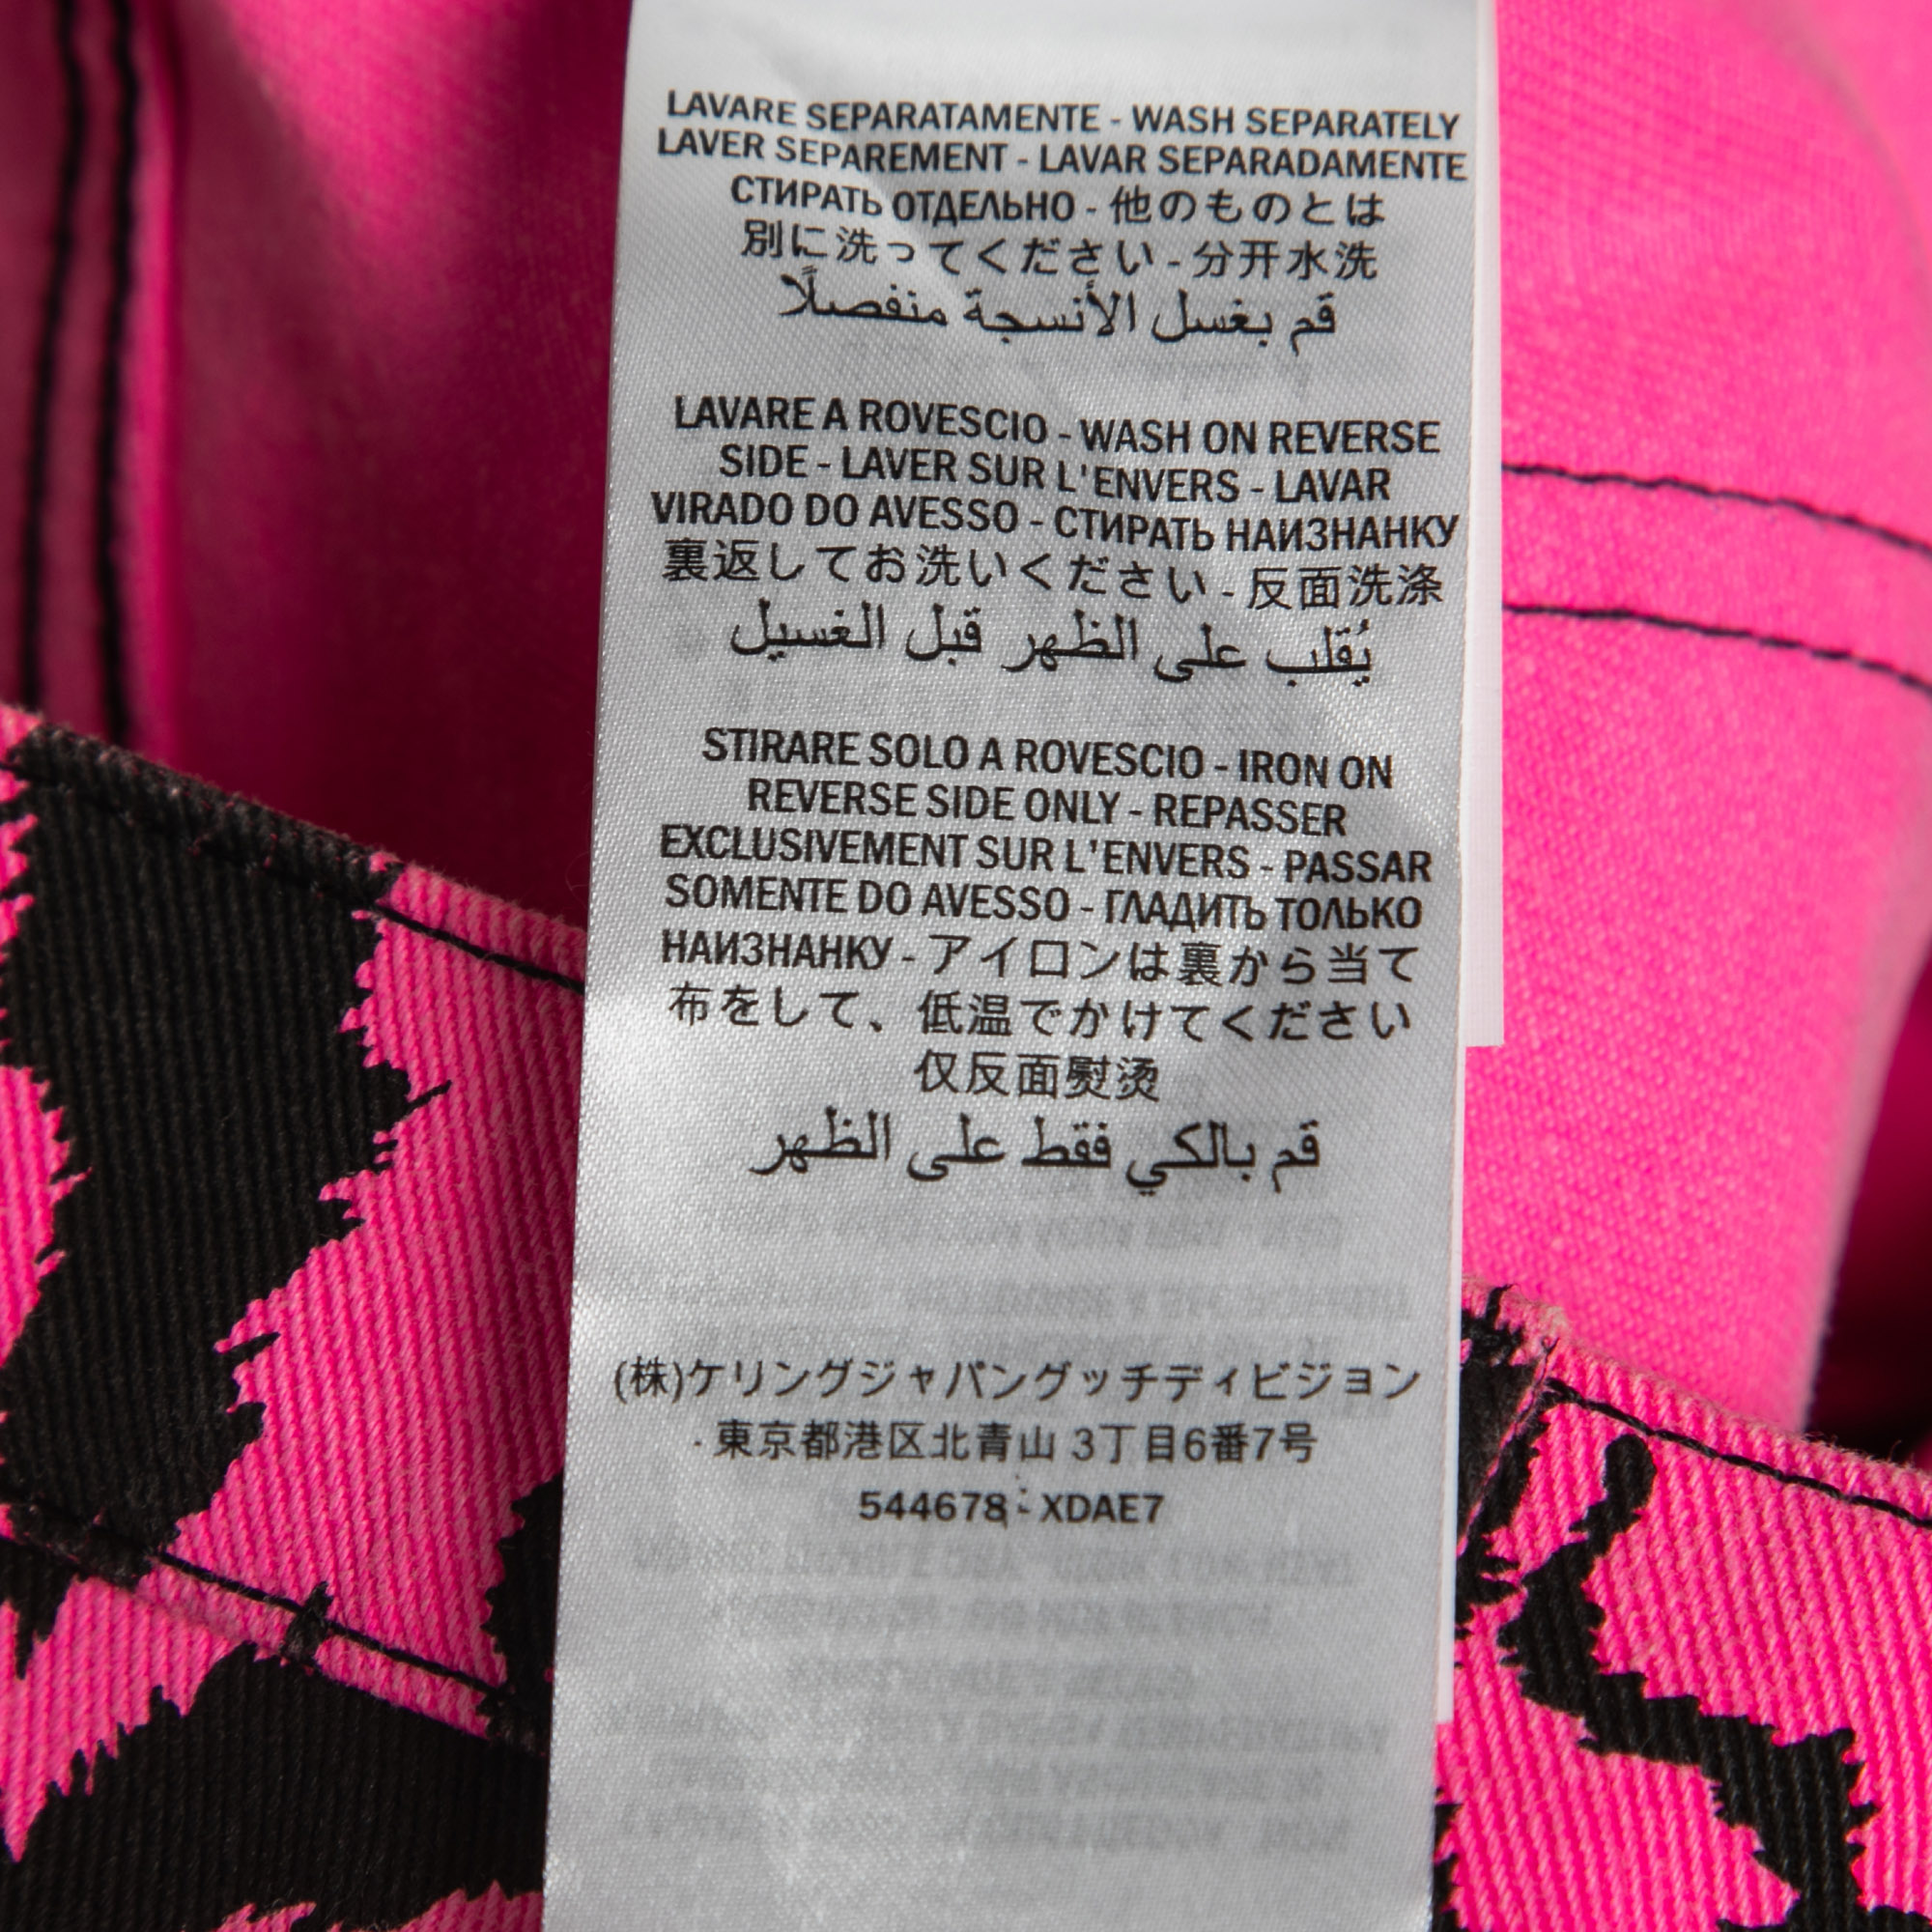 LAVARE SEPARATAMENTE - WASH SEPARATELY
LAVER SEPAREMENT - LAVAR SEPARADAMENTE
СТИРАТЬ ОТДЕЛЬНО - 他のものとは
別に洗ってください - 分开水洗
قم بغسل الأنسجة منفصلًا
LAVARE A ROVESCIO - WASH ON REVERSE
SIDE - LAVER SUR L'ENVERS - LAVAR
VIRADO DO AVESSO - СТИРАТЬ НАИЗНАНКУ
裏返してお洗いください - 反面洗涤
يُقلب على الظهر قبل الغسيل
STIRARE SOLO A ROVESCIO - IRON ON
REVERSE SIDE ONLY - REPASSER
EXCLUSIVEMENT SUR L'ENVERS - PASSAR
SOMENTE DO AVESSO - ГЛАДИТЬ ТОЛЬКО
НАИЗНАНКУ - アイロンは裏から当て
布をして、低温でかけてください
仅反面熨烫
قم بالكي فقط على الظهر
(株)ケリングジャパングッチディビジョン
東京都港区北青山 3丁目6番7号
544678 - XDAE7